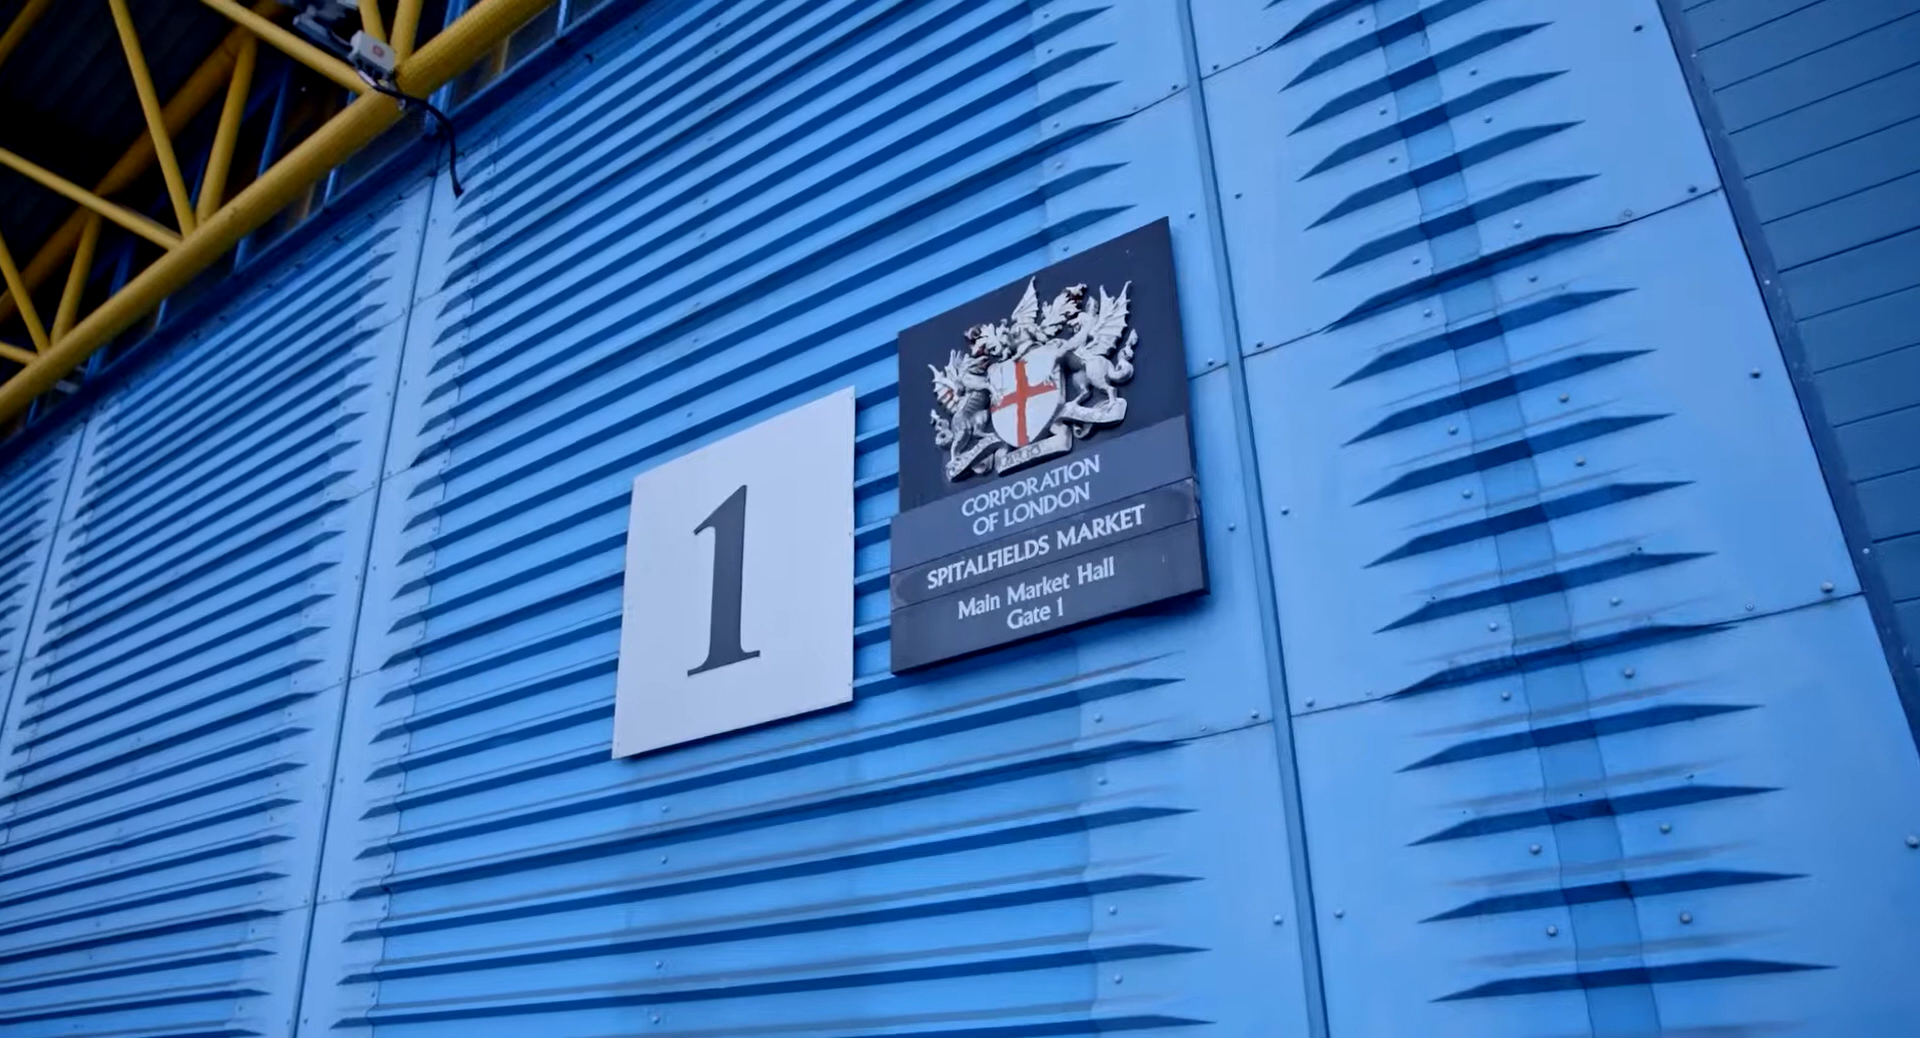 1
CORPORATION
OF LONDON
SPITALFIELDS MARKET
Main Market Hall
Gate 1